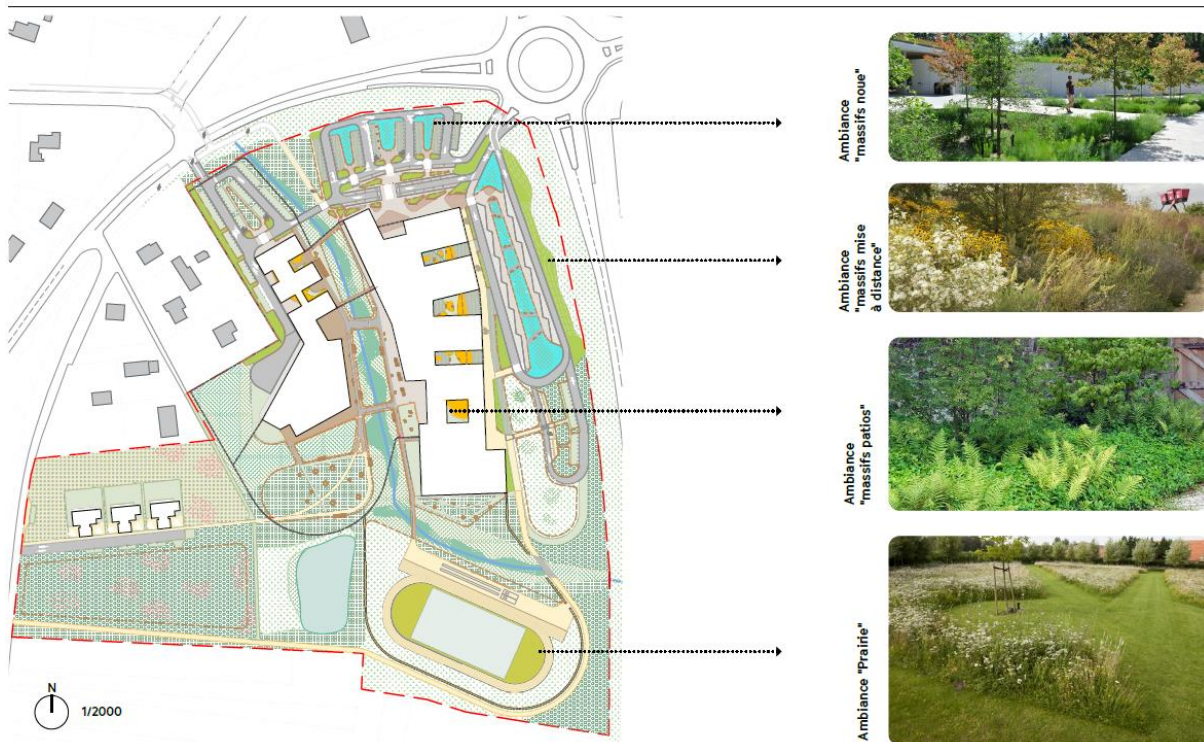 Ambiance
"massifs noue"
Ambiance
"massifs mise
à distance"
Ambiance
"massifs patios"
Ambiance "Prairie"
N
1/2000